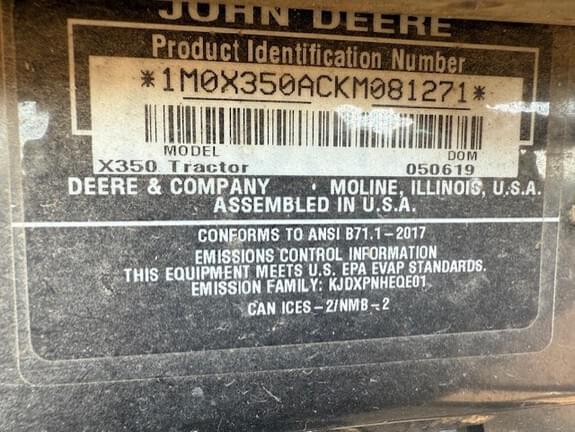 JOHN DEERE
Product Identification Number
*1M0X350ACKM081271*
MODEL DOM
X350 Tractor 050619
DEERE & COMPANY • MOLINE, ILLINOIS, U.S.A.
ASSEMBLED IN U.S.A.
CONFORMS TO ANSI B71.1-2017
EMISSIONS CONTROL INFORMATION
THIS EQUIPMENT MEETS U.S. EPA EVAP STANDARDS.
EMISSION FAMILY: KJDXPNHEQE01
CAN ICES-2/NMB-2